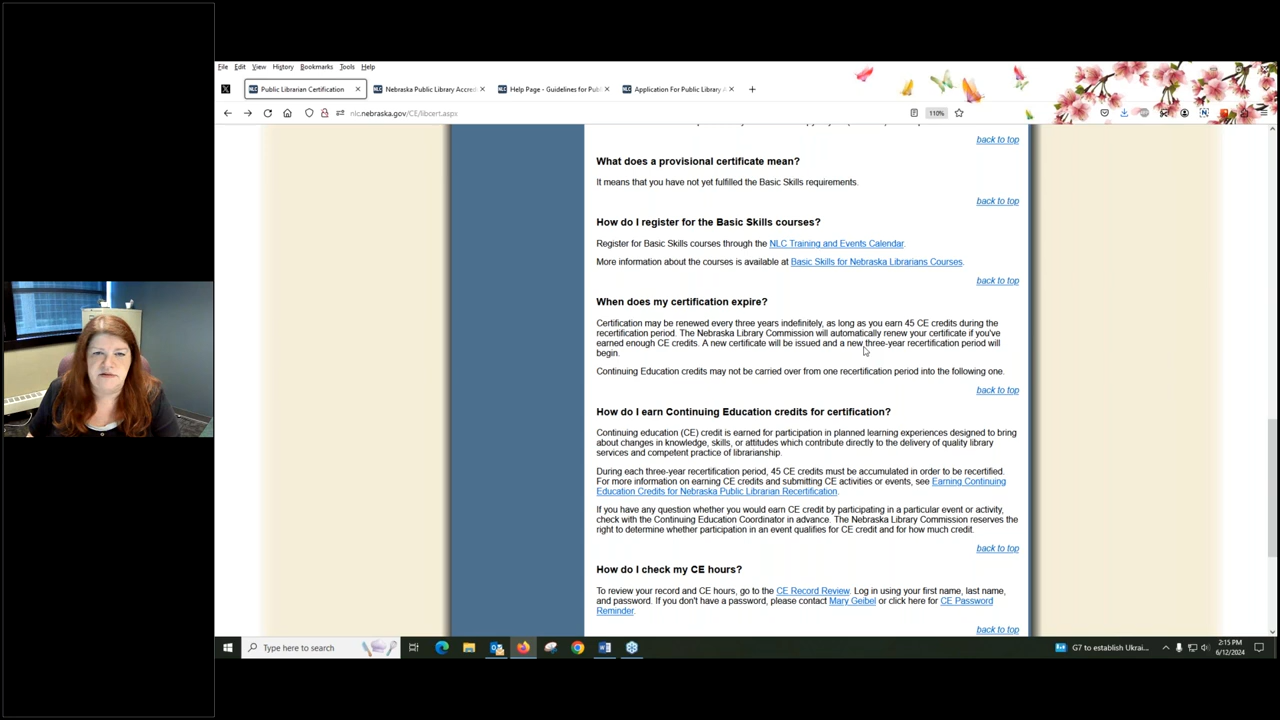 File Edit View History Bookmarks Tools Help
Public Librarian Certification × Nebraska Public Library Accred × Help Page - Guidelines for Publ × Application For Public Library A × +
nlc.nebraska.gov/CE/libcert.aspx 110%
back to top
What does a provisional certificate mean?
It means that you have not yet fulfilled the Basic Skills requirements.
back to top
How do I register for the Basic Skills courses?
Register for Basic Skills courses through the NLC Training and Events Calendar.
More information about the courses is available at Basic Skills for Nebraska Librarians Courses.
back to top
When does my certification expire?
Certification may be renewed every three years indefinitely, as long as you earn 45 CE credits during the
recertification period. The Nebraska Library Commission will automatically renew your certificate if you've
earned enough CE credits. A new certificate will be issued and a new three-year recertification period will
begin.
Continuing Education credits may not be carried over from one recertification period into the following one.
back to top
How do I earn Continuing Education credits for certification?
Continuing education (CE) credit is earned for participation in planned learning experiences designed to bring
about changes in knowledge, skills, or attitudes which contribute directly to the delivery of quality library
services and competent practice of librarianship.
During each three-year recertification period, 45 CE credits must be accumulated in order to be recertified.
For more information on earning CE credits and submitting CE activities or events, see Earning Continuing
Education Credits for Nebraska Public Librarian Recertification.
If you have any question whether you would earn CE credit by participating in a particular event or activity,
check with the Continuing Education Coordinator in advance. The Nebraska Library Commission reserves the
right to determine whether participation in an event qualifies for CE credit and for how much credit.
back to top
How do I check my CE hours?
To review your record and CE hours, go to the CE Record Review. Log in using your first name, last name,
and password. If you don't have a password, please contact Mary Geibel or click here for CE Password
Reminder.
back to top
Type here to search G7 to establish Ukrai... 2:15 PM
6/12/2024